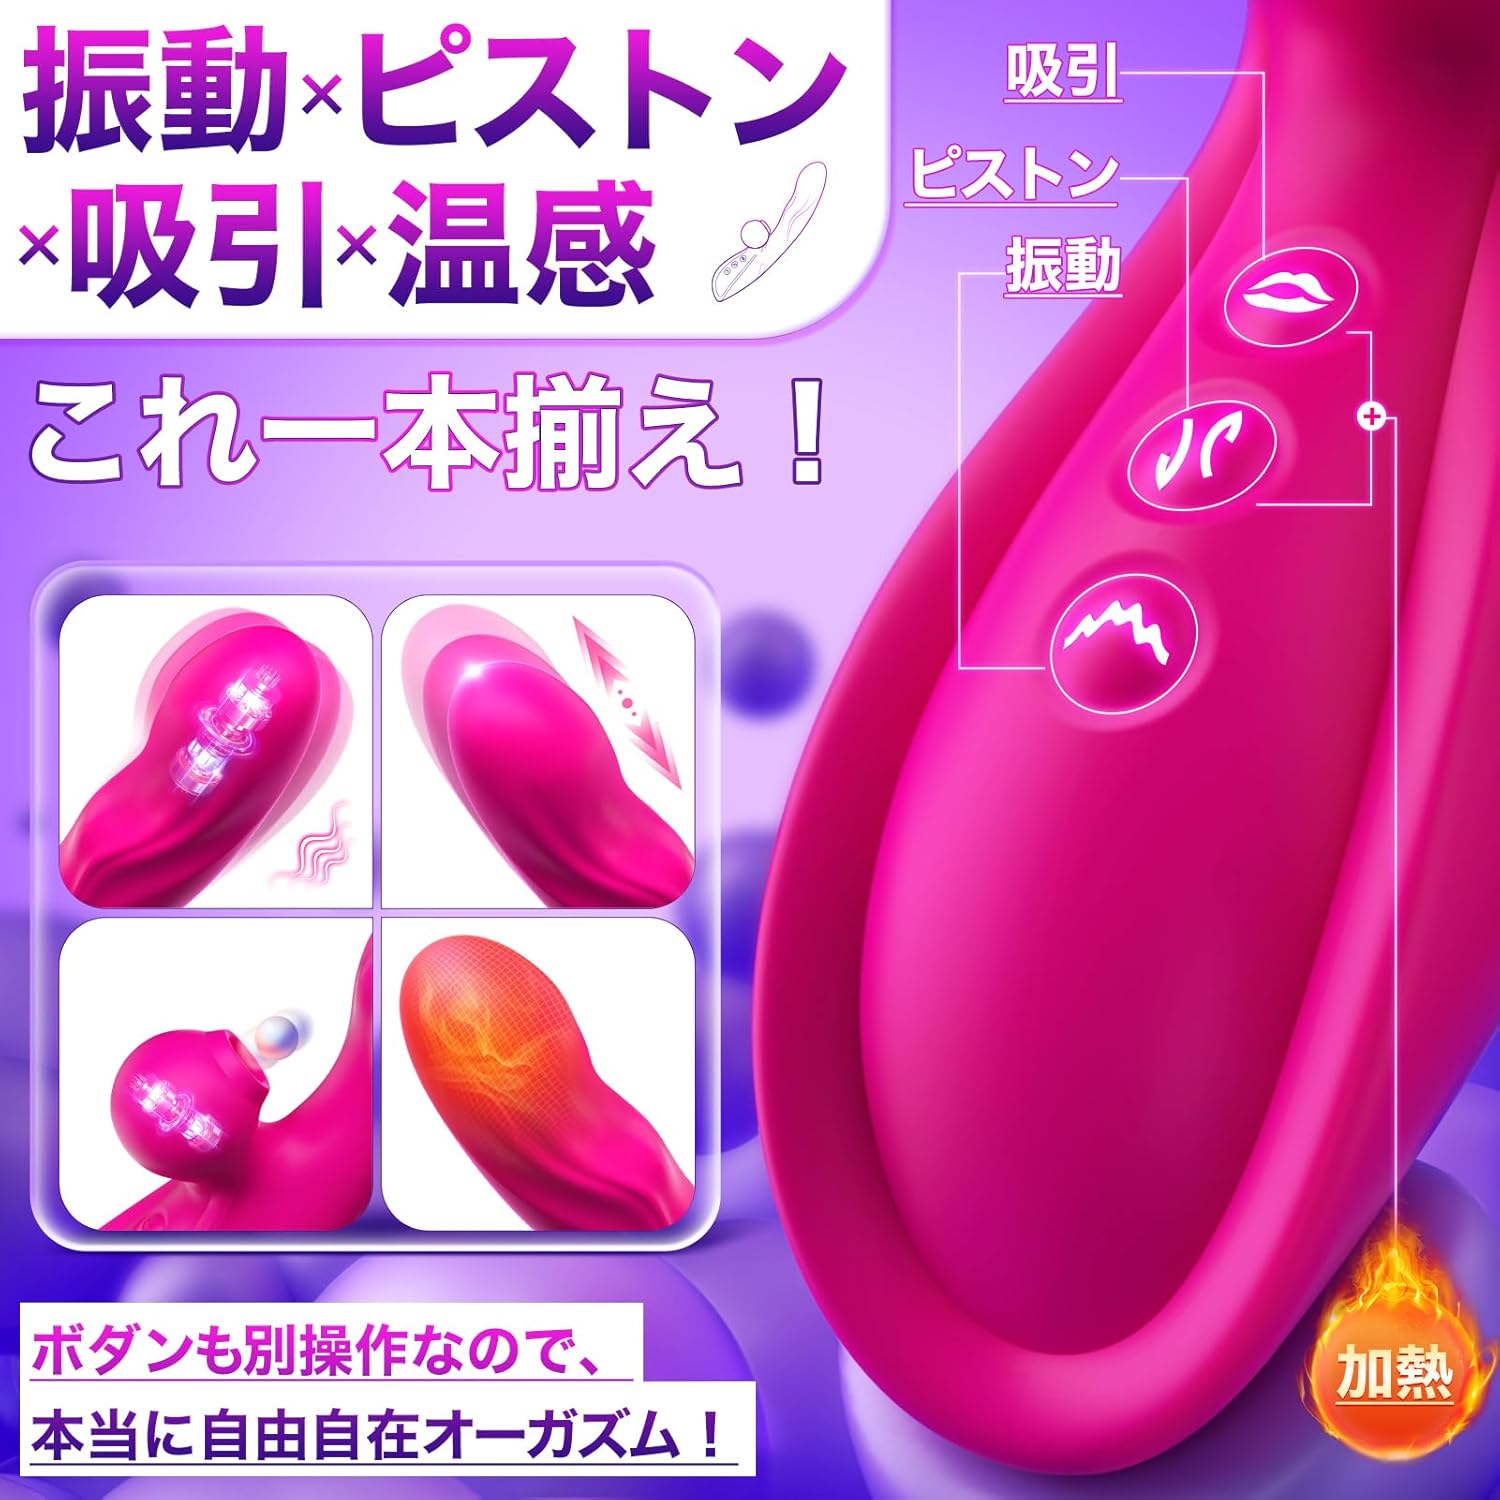 振動×ピストン
×吸引×温感
これ一本揃え！
吸引
ピストン
振動
加熱
ボダンも別操作なので、
本当に自由自在オーガズム！